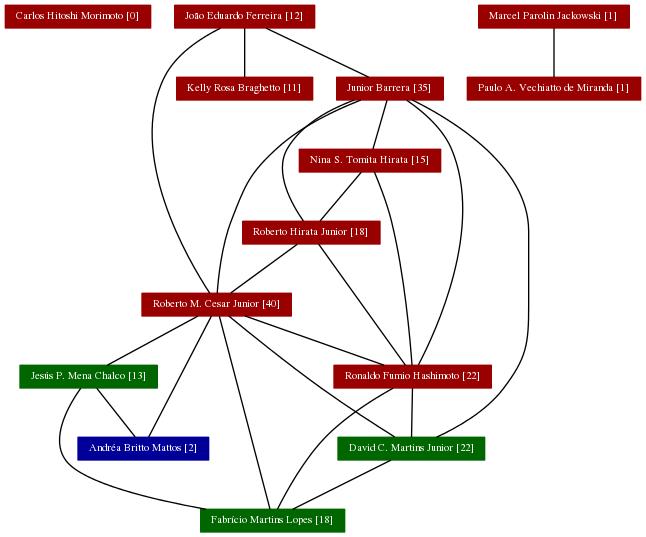 Carlos Hitoshi Morimoto [0]
João Eduardo Ferreira [12]
Marcel Parolin Jackowski [1]
Kelly Rosa Braghetto [11]
Junior Barrera [35]
Paulo A. Vechiatto de Miranda [1]
Nina S. Tomita Hirata [15]
Roberto Hirata Junior [18]
Roberto M. Cesar Junior [40]
Jesús P. Mena Chalco [13]
Ronaldo Fumio Hashimoto [22]
Andréa Britto Mattos [2]
David C. Martins Junior [22]
Fabrício Martins Lopes [18]